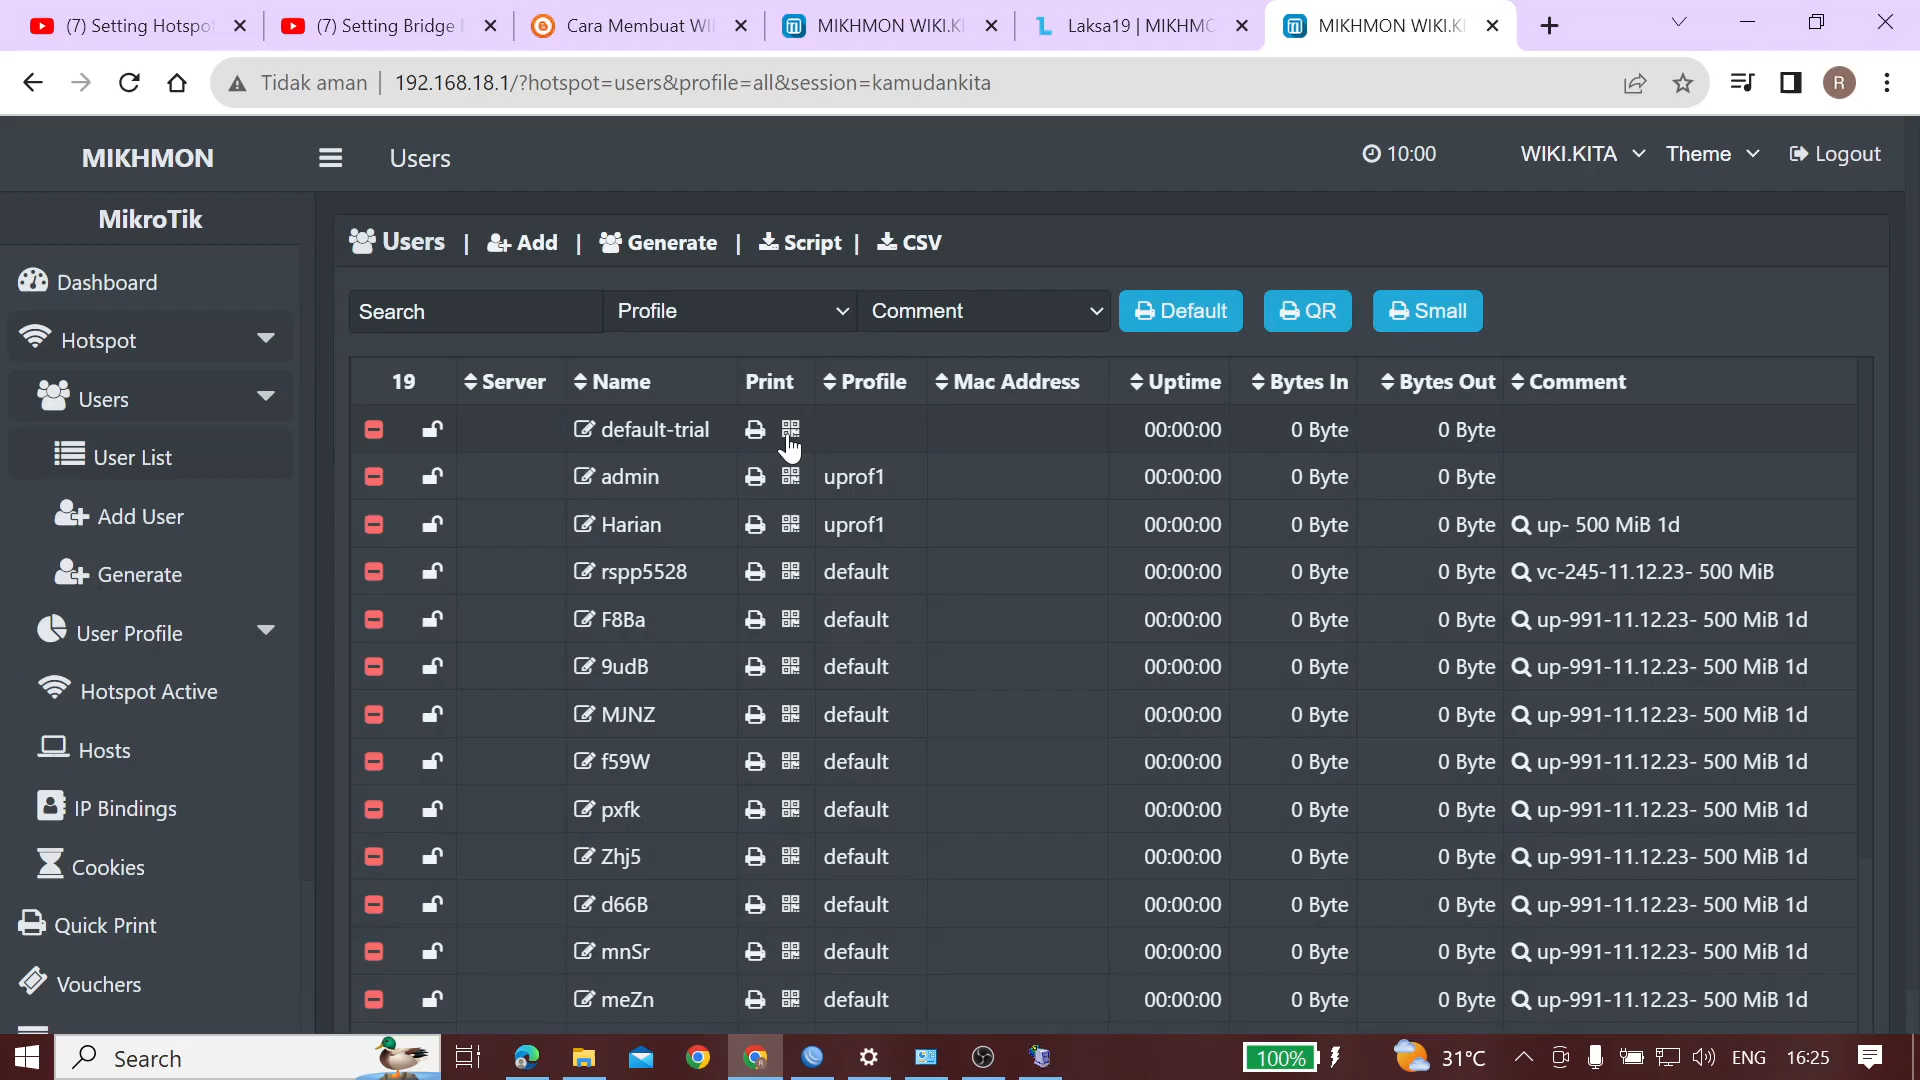 (7) Setting Hotspo
(7) Setting Bridge
Cara Membuat WI
MIKHMON WIKI.KI
Laksa19 | MIKHMO
MIKHMON WIKI.KI
Tidak aman | 192.168.18.1/?hotspot=users&profile=all&session=kamudankita
R
MIKHMON
Users
10:00
WIKI.KITA
Theme
Logout
MikroTik
Dashboard
Hotspot
Users
User List
Add User
Generate
User Profile
Hotspot Active
Hosts
IP Bindings
Cookies
Quick Print
Vouchers
Users | Add | Generate | Script | CSV
Search
Profile
Comment
Default
QR
Small
19 Server Name Print Profile Mac Address Uptime Bytes In Bytes Out Comment
default-trial 00:00:00 0 Byte 0 Byte
admin uprof1 00:00:00 0 Byte 0 Byte
Harian uprof1 00:00:00 0 Byte 0 Byte up- 500 MiB 1d
rspp5528 default 00:00:00 0 Byte 0 Byte vc-245-11.12.23- 500 MiB
F8Ba default 00:00:00 0 Byte 0 Byte up-991-11.12.23- 500 MiB 1d
9udB default 00:00:00 0 Byte 0 Byte up-991-11.12.23- 500 MiB 1d
MJNZ default 00:00:00 0 Byte 0 Byte up-991-11.12.23- 500 MiB 1d
f59W default 00:00:00 0 Byte 0 Byte up-991-11.12.23- 500 MiB 1d
pxfk default 00:00:00 0 Byte 0 Byte up-991-11.12.23- 500 MiB 1d
Zhj5 default 00:00:00 0 Byte 0 Byte up-991-11.12.23- 500 MiB 1d
d66B default 00:00:00 0 Byte 0 Byte up-991-11.12.23- 500 MiB 1d
mnSr default 00:00:00 0 Byte 0 Byte up-991-11.12.23- 500 MiB 1d
meZn default 00:00:00 0 Byte 0 Byte up-991-11.12.23- 500 MiB 1d
Search
100%
31°C
ENG
16:25